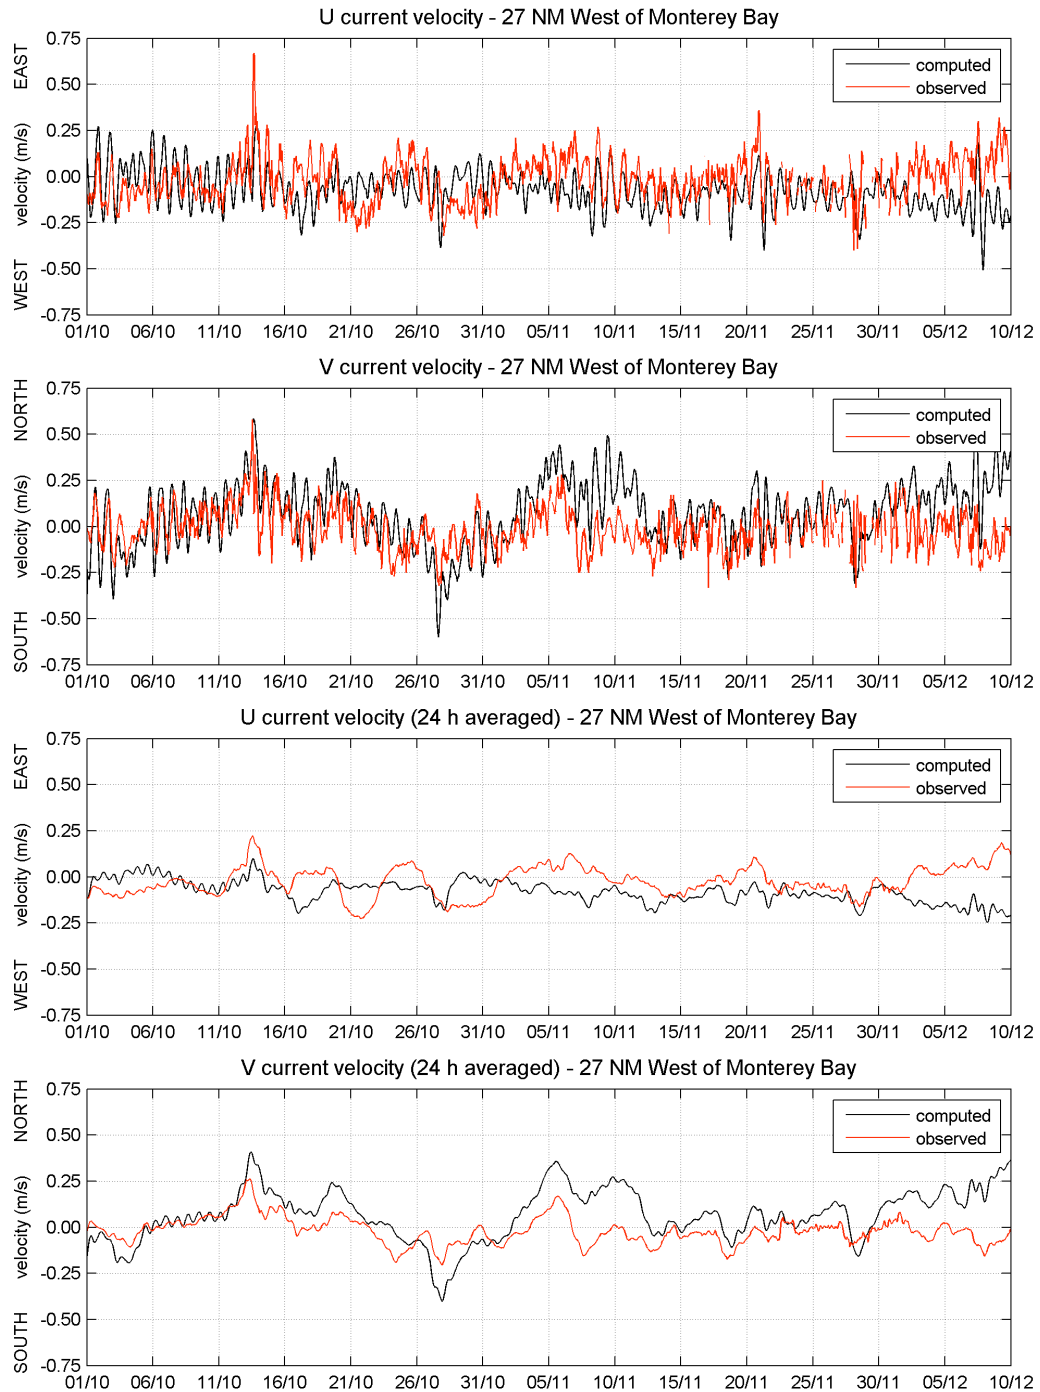 U current velocity - 27 NM West of Monterey Bay
EAST
velocity (m/s)
WEST
0.75
0.50
0.25
0.00
-0.25
-0.50
-0.75
computed
observed
01/10 06/10 11/10 16/10 21/10 26/10 31/10 05/11 10/11 15/11 20/11 25/11 30/11 05/12 10/12
V current velocity - 27 NM West of Monterey Bay
NORTH
velocity (m/s)
SOUTH
0.75
0.50
0.25
0.00
-0.25
-0.50
-0.75
computed
observed
01/10 06/10 11/10 16/10 21/10 26/10 31/10 05/11 10/11 15/11 20/11 25/11 30/11 05/12 10/12
U current velocity (24 h averaged) - 27 NM West of Monterey Bay
EAST
velocity (m/s)
WEST
0.75
0.50
0.25
0.00
-0.25
-0.50
-0.75
computed
observed
01/10 06/10 11/10 16/10 21/10 26/10 31/10 05/11 10/11 15/11 20/11 25/11 30/11 05/12 10/12
V current velocity (24 h averaged) - 27 NM West of Monterey Bay
NORTH
velocity (m/s)
SOUTH
0.75
0.50
0.25
0.00
-0.25
-0.50
-0.75
computed
observed
01/10 06/10 11/10 16/10 21/10 26/10 31/10 05/11 10/11 15/11 20/11 25/11 30/11 05/12 10/12